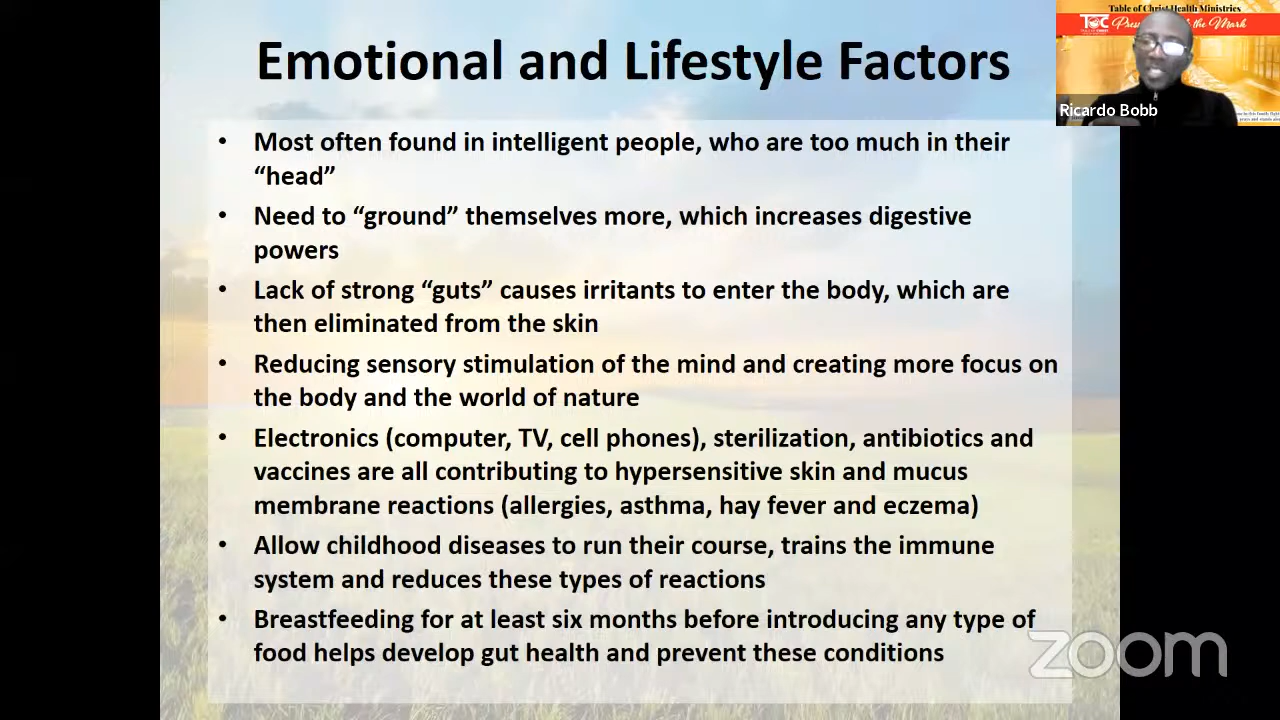 Emotional and Lifestyle Factors
Table of Christ Health Ministries
Ricardo Bobb
• Most often found in intelligent people, who are too much in their
“head”
• Need to “ground” themselves more, which increases digestive
powers
• Lack of strong “guts” causes irritants to enter the body, which are
then eliminated from the skin
• Reducing sensory stimulation of the mind and creating more focus on
the body and the world of nature
• Electronics (computer, TV, cell phones), sterilization, antibiotics and
vaccines are all contributing to hypersensitive skin and mucus
membrane reactions (allergies, asthma, hay fever and eczema)
• Allow childhood diseases to run their course, trains the immune
system and reduces these types of reactions
• Breastfeeding for at least six months before introducing any type of
food helps develop gut health and prevent these conditions
zoom